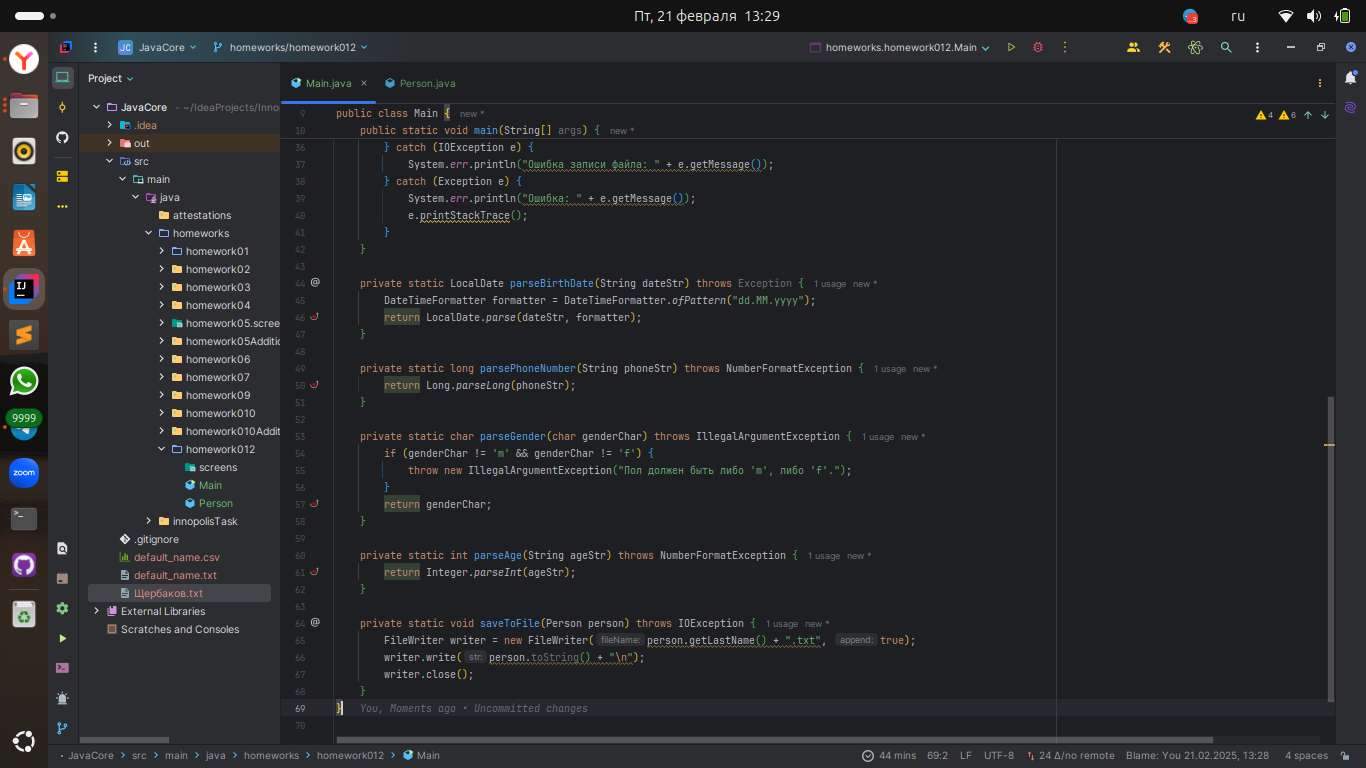 Пт, 21 февраля 13:29
ru
JC JavaCore
homeworks/homework012
homeworks.homework012.Main
Project
Main.java
Person.java
JavaCore ~/IdeaProjects/Inno
.idea
out
src
main
java
attestations
homeworks
homework01
homework02
homework03
homework04
homework05.scree
homework05Additic
homework06
homework07
homework09
homework010
homework010Addit
homework012
screens
Main
Person
innopolisTask
.gitignore
default_name.csv
default_name.txt
Щербаков.txt
External Libraries
Scratches and Consoles
9999
zoom
4 6
9 public class Main { new *
10 public static void main(String[] args) { new *
36 } catch (IOException e) {
37 System.err.println("Ошибка записи файла: " + e.getMessage());
38 } catch (Exception e) {
39 System.err.println("Ошибка: " + e.getMessage());
40 e.printStackTrace();
41 }
42 }
43
44 @ private static LocalDate parseBirthDate(String dateStr) throws Exception { 1 usage new *
45 DateTimeFormatter formatter = DateTimeFormatter.ofPattern("dd.MM.yyyy");
46 return LocalDate.parse(dateStr, formatter);
47 }
48
49 private static long parsePhoneNumber(String phoneStr) throws NumberFormatException { 1 usage new *
50 return Long.parseLong(phoneStr);
51 }
52
53 private static char parseGender(char genderChar) throws IllegalArgumentException { 1 usage new *
54 if (genderChar != 'm' && genderChar != 'f') {
55 throw new IllegalArgumentException("Пол должен быть либо 'm', либо 'f'.");
56 }
57 return genderChar;
58 }
59
60 private static int parseAge(String ageStr) throws NumberFormatException { 1 usage new *
61 return Integer.parseInt(ageStr);
62 }
63
64 @ private static void saveToFile(Person person) throws IOException { 1 usage new *
65 FileWriter writer = new FileWriter( fileName: person.getLastName() + ".txt", append: true);
66 writer.write( str: person.toString() + "\n");
67 writer.close();
68 }
69 } You, Moments ago • Uncommitted changes
70
JavaCore > src > main > java > homeworks > homework012 > Main
44 mins 69:2 LF UTF-8 24 Δ/no remote Blame: You 21.02.2025, 13:28 4 spaces